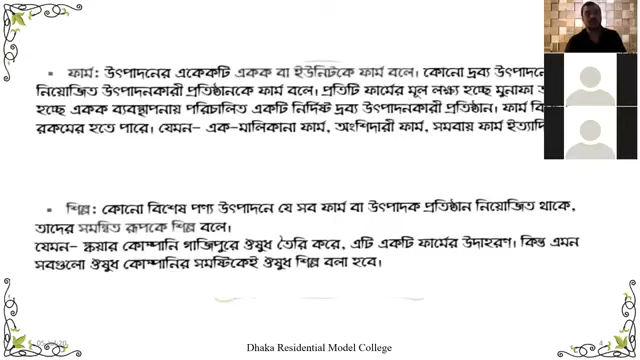 ফার্ম: উৎপাদনের একেকটি একক বা ইউনিটকে ফার্ম বলে। কোনো দ্রব্য উৎপাদনে
নিয়োজিত উৎপাদনকারী প্রতিষ্ঠানকে ফার্ম বলে। প্রতিটি ফার্মের মূল লক্ষ্য হচ্ছে মুনাফা
হচ্ছে একক ব্যবস্থাপনায় পরিচালিত একটি নির্দিষ্ট দ্রব্য উৎপাদনকারী প্রতিষ্ঠান। ফার্ম
রকমের হতে পারে। যেমন- এক-মালিকানা ফার্ম, অংশিদারী ফার্ম, সমবায় ফার্ম
শিল্প: কোনো বিশেষ পণ্য উৎপাদনে যে সব ফার্ম বা উৎপাদক প্রতিষ্ঠান নিয়োজিত থাকে,
তাদের সমন্বিত রূপকে শিল্প বলে।
যেমন- স্কয়ার কোম্পানি গাজিপুরে ঔষুধ তৈরি করে, এটি একটি ফার্মের উদাহরণ। কিন্তু এমন
সবগুলো ঔষুধ কোম্পানির সমষ্টিকেই ঔষুধ শিল্প বলা হবে।
Dhaka Residential Model College